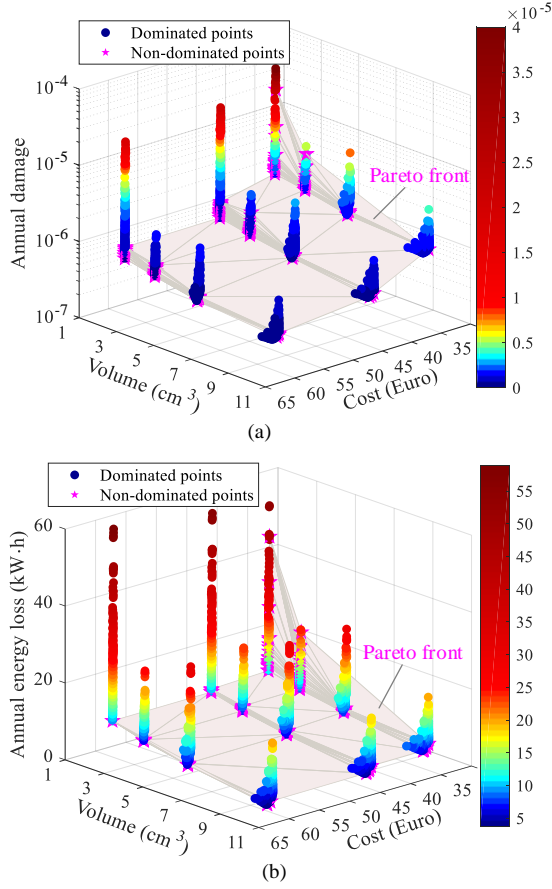 ×10⁻⁵
Dominated points
Non-dominated points
4
3.5
3
2.5
2
1.5
1
0.5
0
10⁻⁴
10⁻⁵
10⁻⁶
10⁻⁷
Annual damage
Pareto front
1 3 5 7 9 11
Volume (cm ³)
65 60 55 50 45 40 35
Cost (Euro)
(a)
Dominated points
Non-dominated points
55
50
45
40
35
30
25
20
15
10
5
60
40
20
0
Annual energy loss (kW·h)
Pareto front
1 3 5 7 9 11
Volume (cm ³)
65 60 55 50 45 40 35
Cost (Euro)
(b)